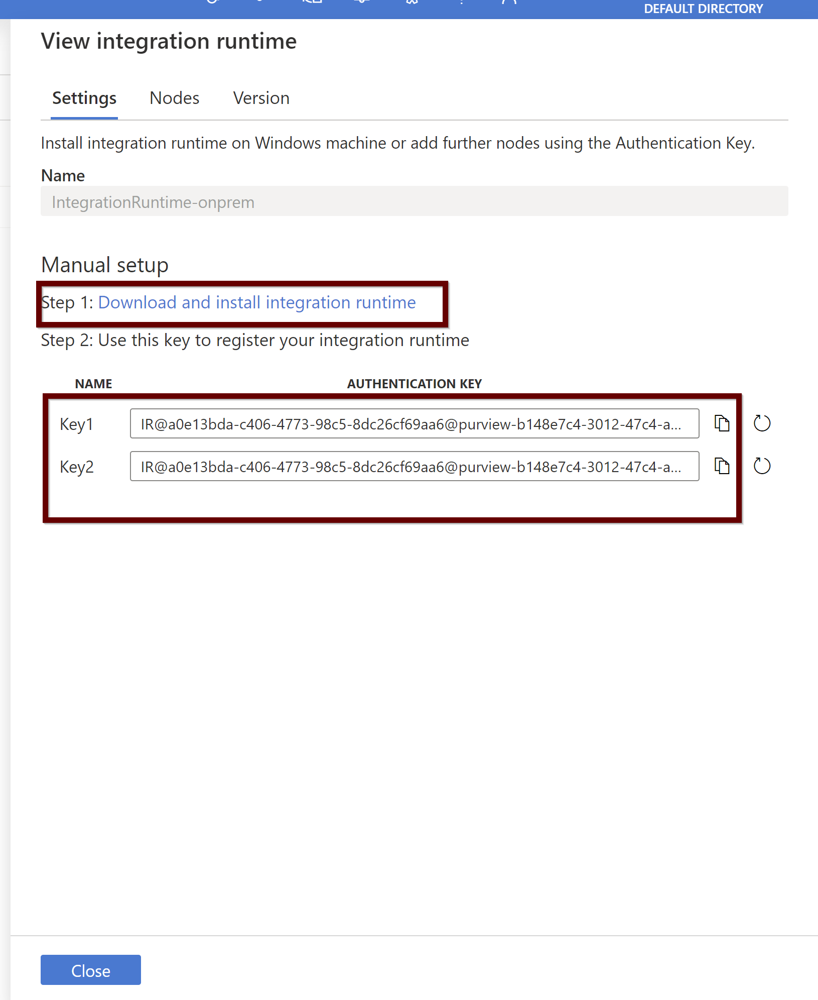 DEFAULT DIRECTORY
View integration runtime
Settings Nodes Version
Install integration runtime on Windows machine or add further nodes using the Authentication Key.
Name
IntegrationRuntime-onprem
Manual setup
Step 1: Download and install integration runtime
Step 2: Use this key to register your integration runtime
NAME AUTHENTICATION KEY
Key1 IR@a0e13bda-c406-4773-98c5-8dc26cf69aa6@purview-b148e7c4-3012-47c4-a...
Key2 IR@a0e13bda-c406-4773-98c5-8dc26cf69aa6@purview-b148e7c4-3012-47c4-a...
Close